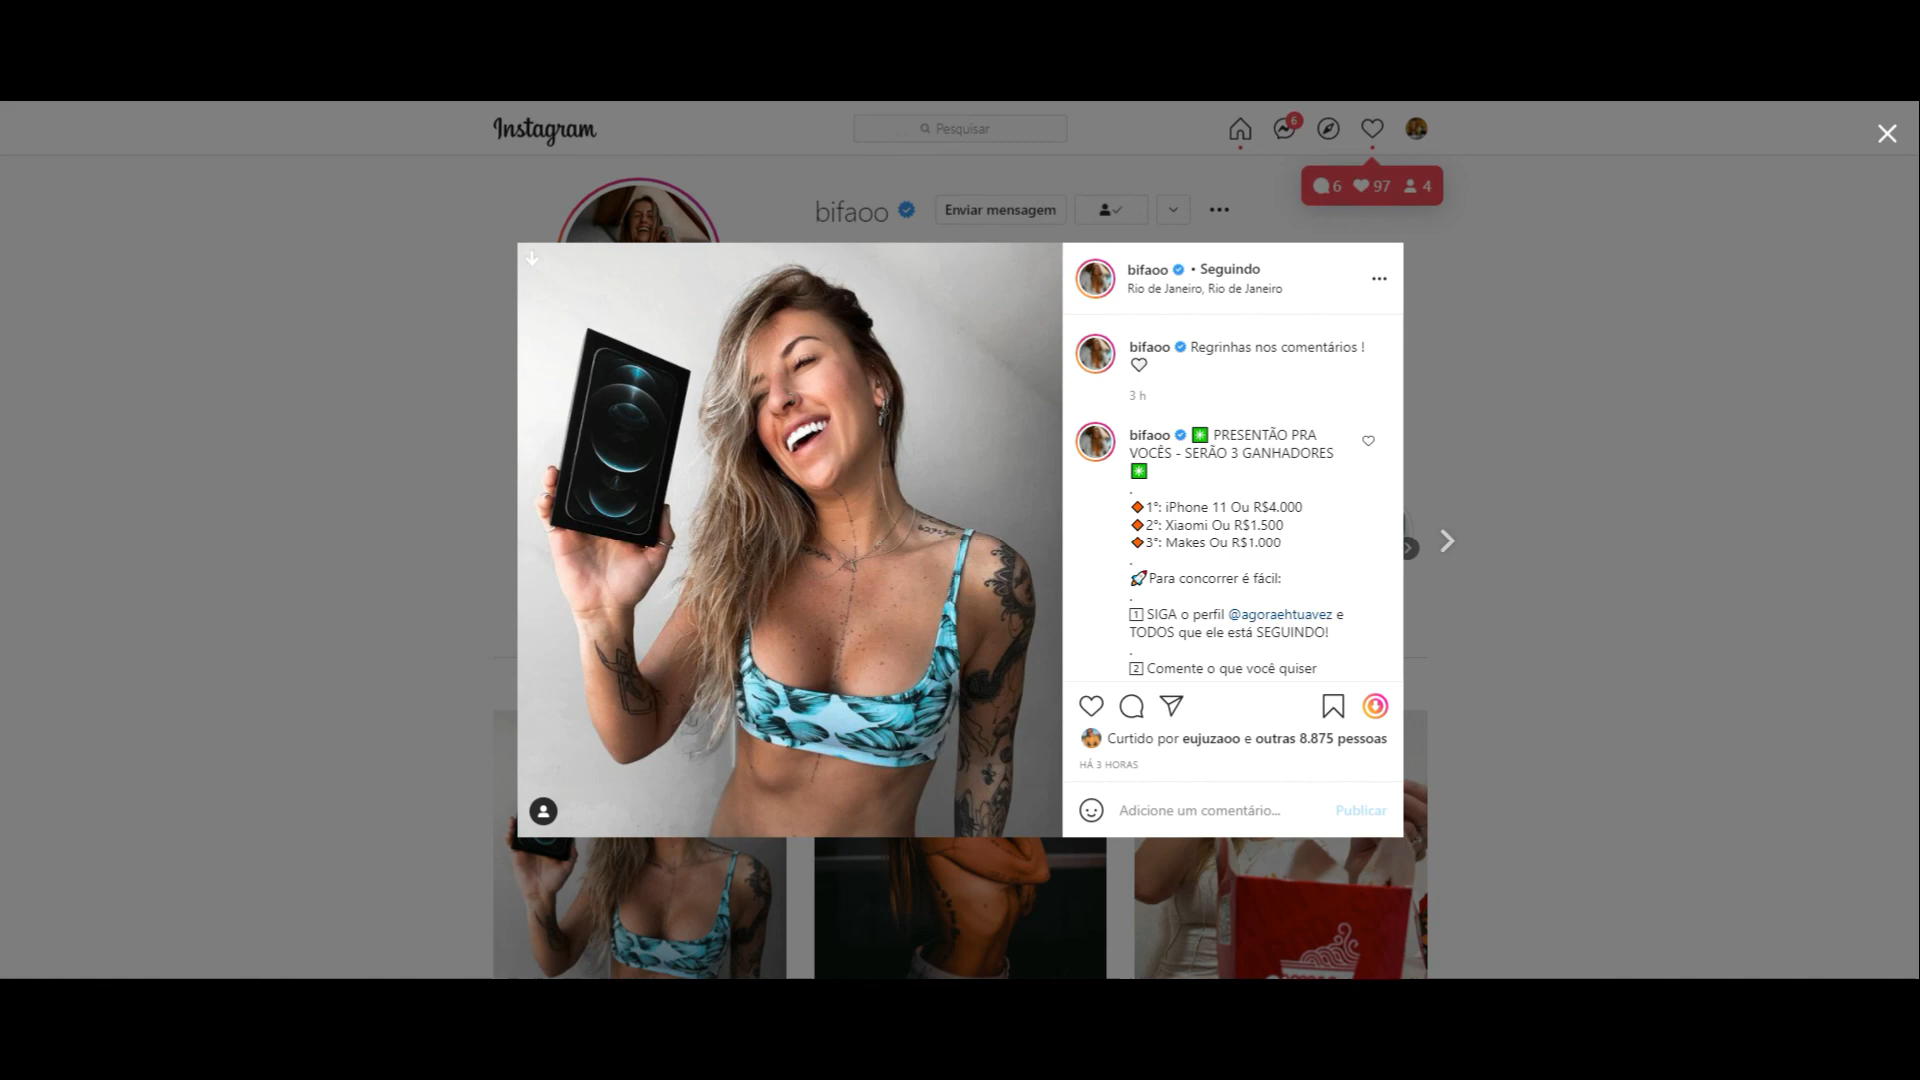 Instagram
Pesquisar
6
6 97 4
bifaoo
Enviar mensagem
bifaoo • Seguindo
Rio de Janeiro, Rio de Janeiro
bifaoo Regrinhas nos comentários !
3 h
bifaoo PRESENTÃO PRA
VOCÊS - SERÃO 3 GANHADORES
.
1°: iPhone 11 Ou R$4.000
2°: Xiaomi Ou R$1.500
3°: Makes Ou R$1.000
.
Para concorrer é fácil:
.
1 SIGA o perfil @agoraehtuavez e
TODOS que ele está SEGUINDO!
.
2 Comente o que você quiser
Curtido por eujuzaoo e outras 8.875 pessoas
HÁ 3 HORAS
Adicione um comentário...
Publicar